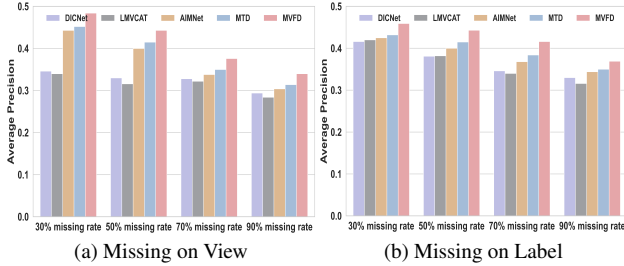 DICNet LMVCAT AIMNet MTD MVFD
Average Precision
0.5
0.4
0.3
0.2
0.1
0.0
30% missing rate 50% missing rate 70% missing rate 90% missing rate
(a) Missing on View
DICNet LMVCAT AIMNet MTD MVFD
Average Precision
0.5
0.4
0.3
0.2
0.1
0.0
30% missing rate 50% missing rate 70% missing rate 90% missing rate
(b) Missing on Label